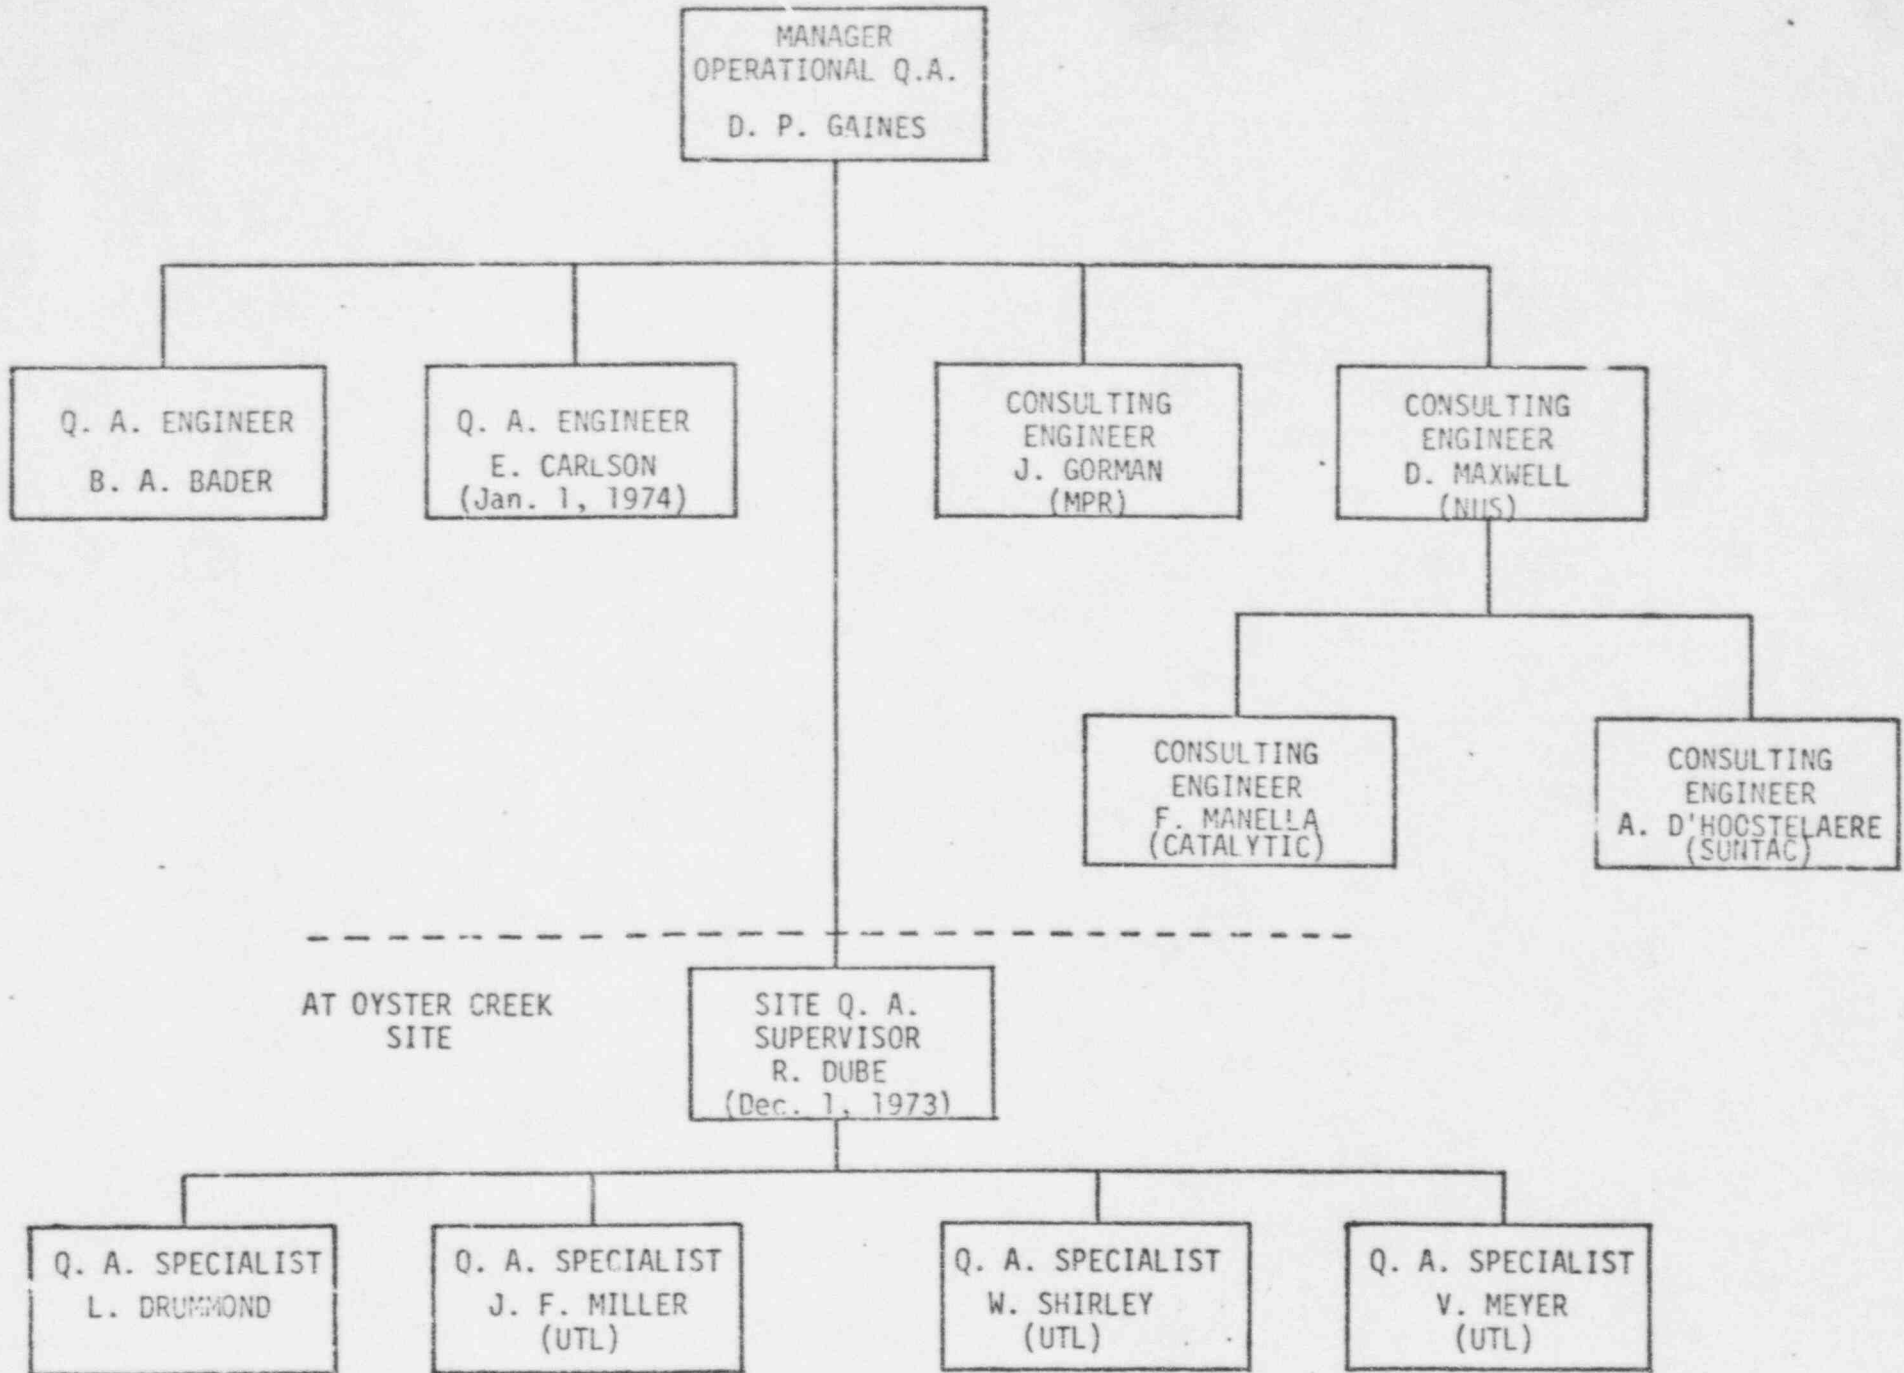 MANAGER
OPERATIONAL Q.A.
D. P. GAINES
Q. A. ENGINEER
B. A. BADER
Q. A. ENGINEER
E. CARLSON
(Jan. 1, 1974)
CONSULTING
ENGINEER
J. GORMAN
(MPR)
CONSULTING
ENGINEER
D. MAXWELL
(NUS)
CONSULTING
ENGINEER
F. MANELLA
(CATALYTIC)
CONSULTING
ENGINEER
A. D'HOOSTELAERE
(SUNTAC)
AT OYSTER CREEK
SITE
SITE Q. A.
SUPERVISOR
R. DUBE
(Dec. 1, 1973)
Q. A. SPECIALIST
L. DRUMMOND
Q. A. SPECIALIST
J. F. MILLER
(UTL)
Q. A. SPECIALIST
W. SHIRLEY
(UTL)
Q. A. SPECIALIST
V. MEYER
(UTL)